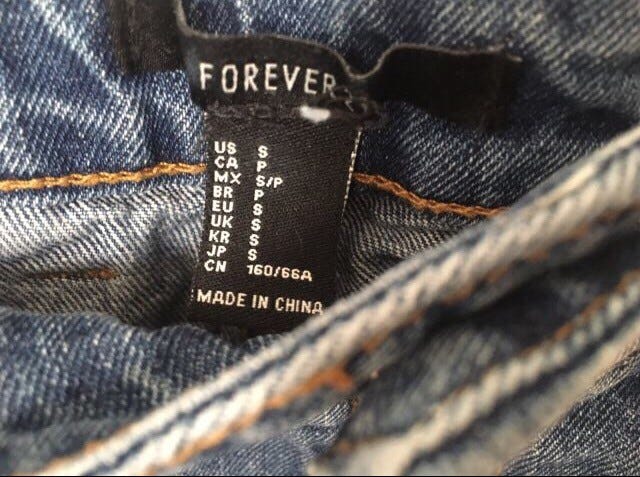 FOREVER
US S
CA P
MX S/P
BR P
EU S
UK S
KR S
JP S
CN 160/66A
MADE IN CHINA